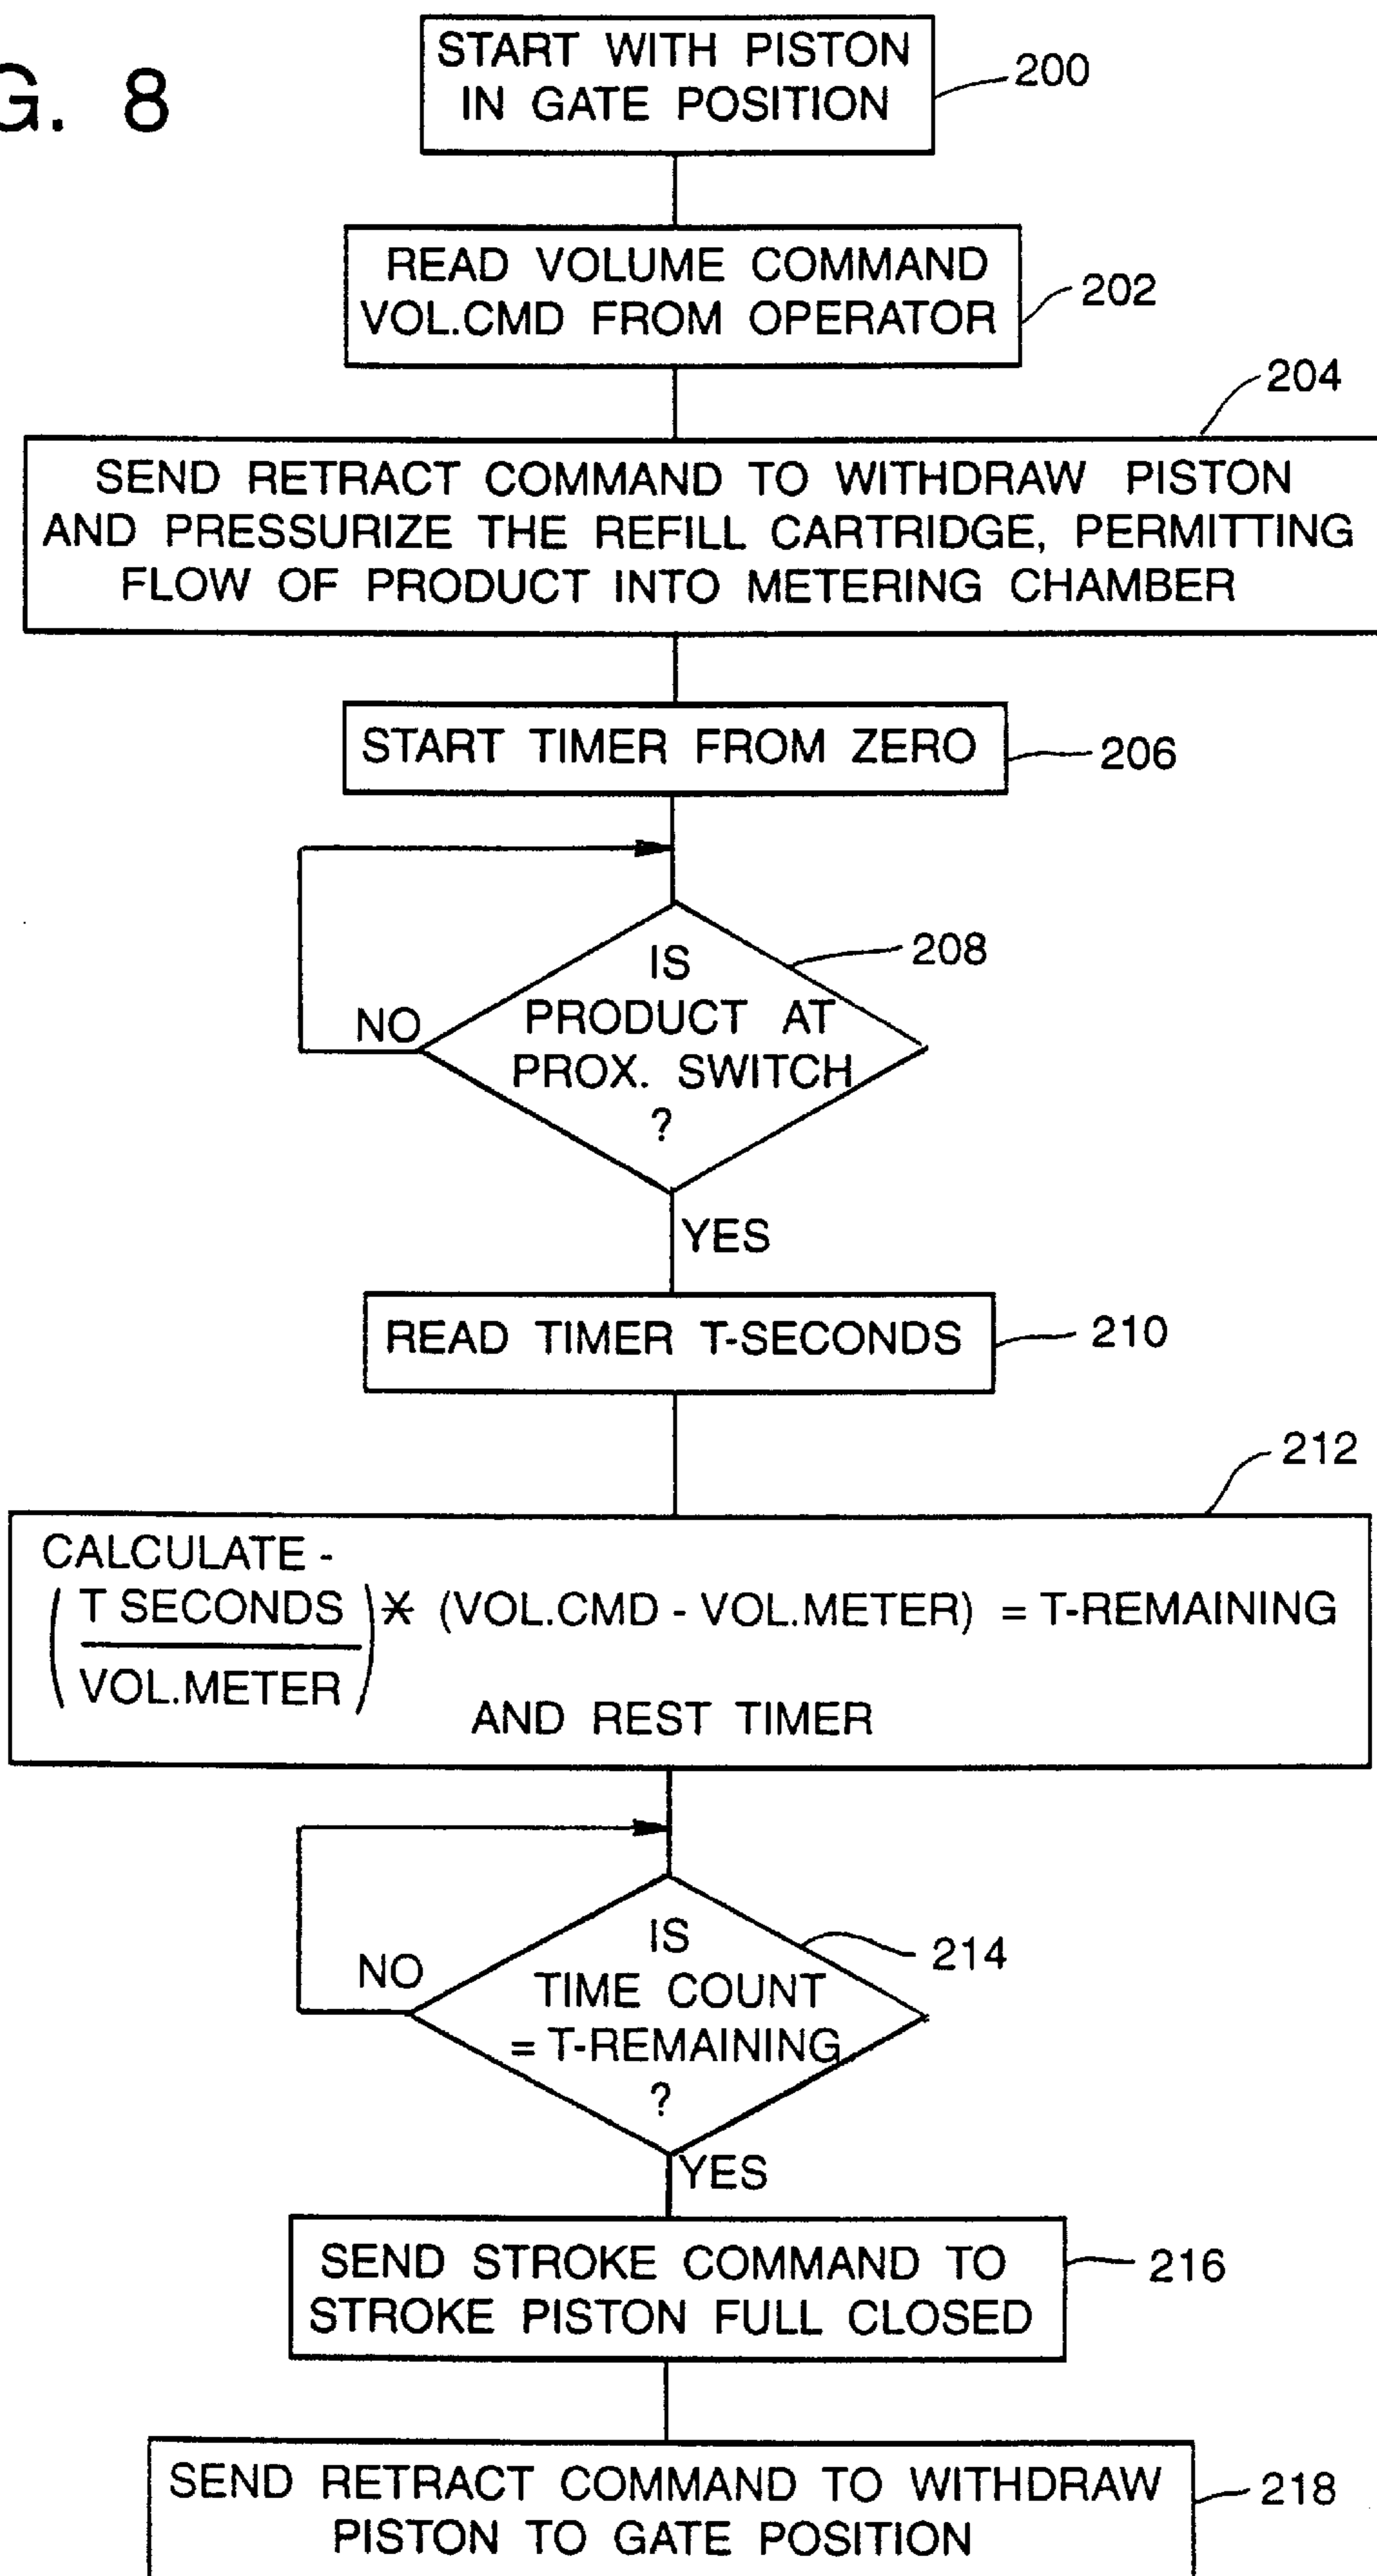 G. 8
START WITH PISTON
IN GATE POSITION
200
READ VOLUME COMMAND
VOL.CMD FROM OPERATOR
202
204
SEND RETRACT COMMAND TO WITHDRAW PISTON
AND PRESSURIZE THE REFILL CARTRIDGE, PERMITTING
FLOW OF PRODUCT INTO METERING CHAMBER
START TIMER FROM ZERO
206
IS
PRODUCT AT
PROX. SWITCH
?
208
NO
YES
READ TIMER T-SECONDS
210
212
CALCULATE -
( T SECONDS / VOL.METER ) * (VOL.CMD - VOL.METER) = T-REMAINING
AND REST TIMER
IS
TIME COUNT
= T-REMAINING
?
214
NO
YES
SEND STROKE COMMAND TO
STROKE PISTON FULL CLOSED
216
SEND RETRACT COMMAND TO WITHDRAW
PISTON TO GATE POSITION
218